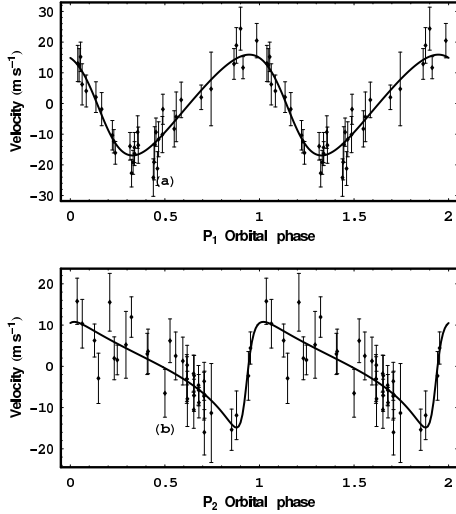 30
20
10
0
-10
-20
-30
Velocity (m s⁻¹)
(a)
0 0.5 1 1.5 2
P₁ Orbital phase
20
10
0
-10
-20
Velocity (m s⁻¹)
(b)
0 0.5 1 1.5 2
P₂ Orbital phase